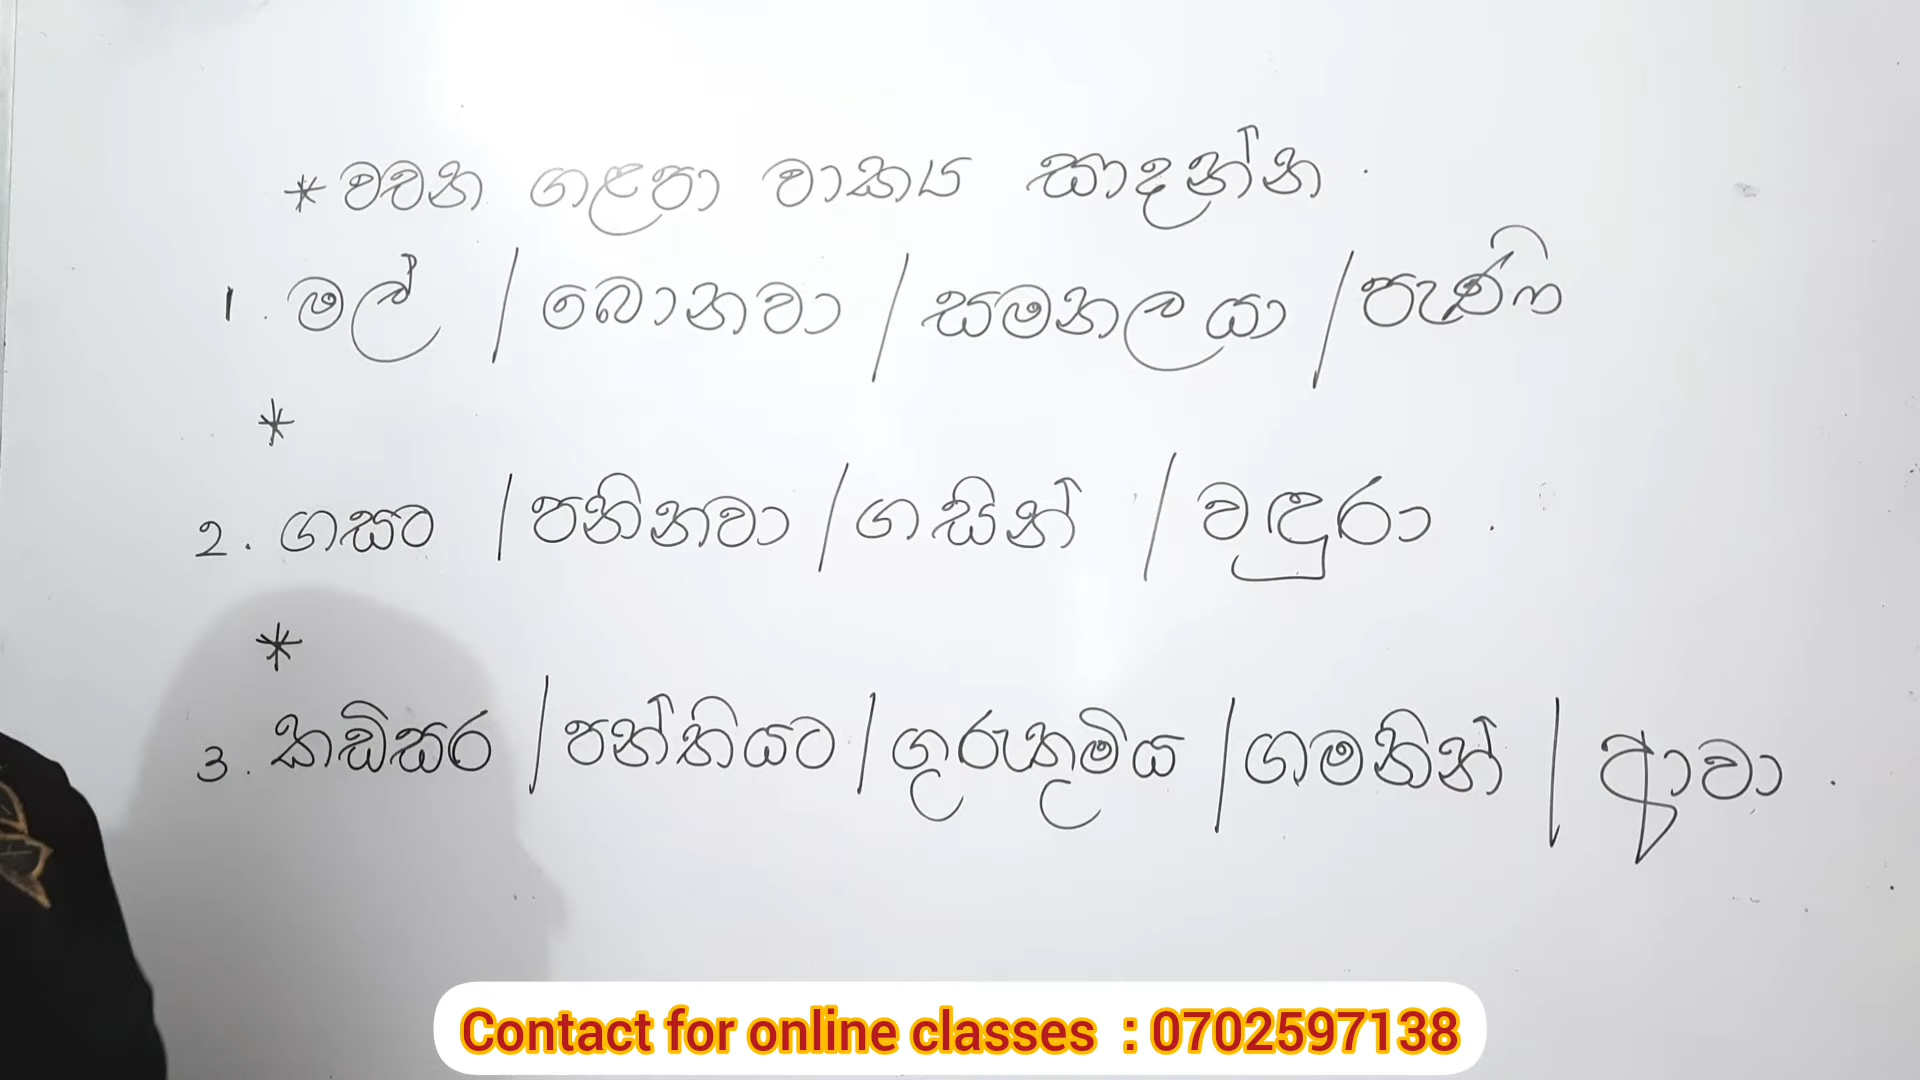 * වචන ගළපා වාකය සාදන්න .
1. මල් / බොනවා / සමනලයා / පැණි
*
2. ගසට / පනිනවා / ගසින් / වඳුරා .
*
3. කඩිසර / පන්තියට / ගුරුතුමිය / ගමනින් / ආවා .
Contact for online classes : 0702597138